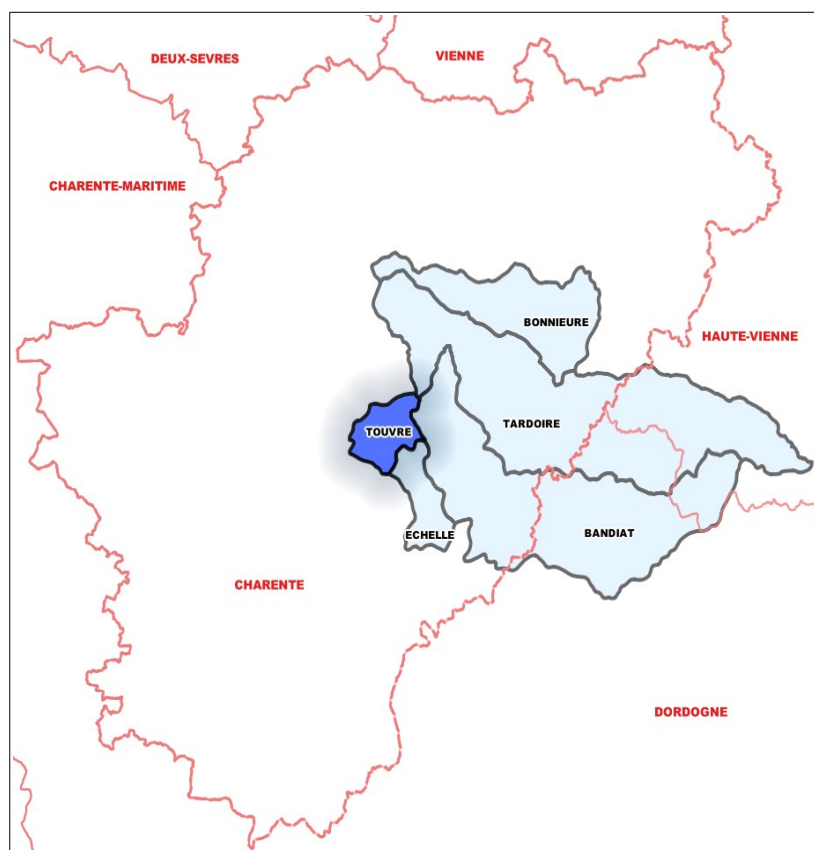 DEUX-SEVRES
VIENNE
CHARENTE-MARITIME
BONNIEURE
HAUTE-VIENNE
TOUVRE
TARDOIRE
ECHELLE
BANDIAT
CHARENTE
DORDOGNE